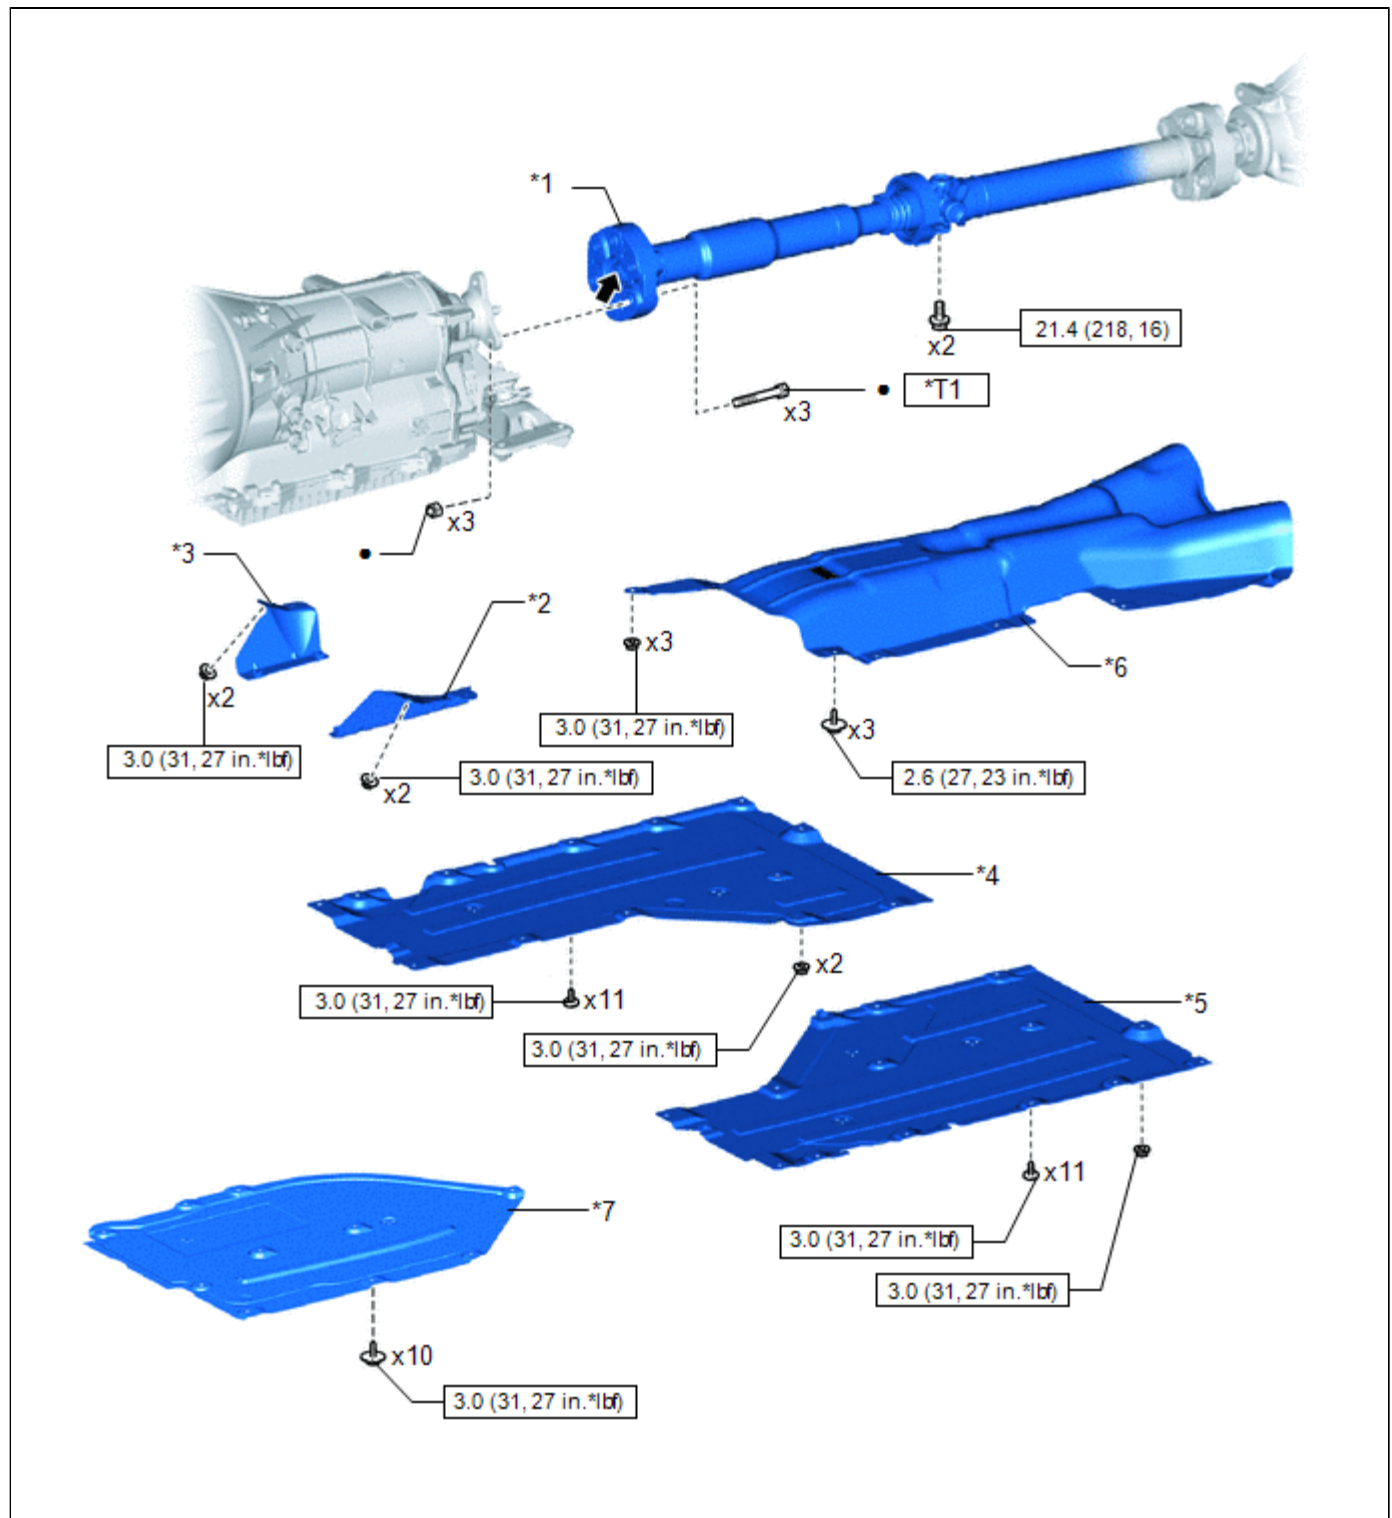 *1
21.4 (218, 16)
x2
*T1
x3
x3
*3
*2
x3
*6
x2
3.0 (31, 27 in.*lbf)
x3
3.0 (31, 27 in.*lbf)
3.0 (31, 27 in.*lbf)
x2
2.6 (27, 23 in.*lbf)
*4
x2
3.0 (31, 27 in.*lbf)
x11
*5
3.0 (31, 27 in.*lbf)
x11
*7
3.0 (31, 27 in.*lbf)
3.0 (31, 27 in.*lbf)
x10
3.0 (31, 27 in.*lbf)